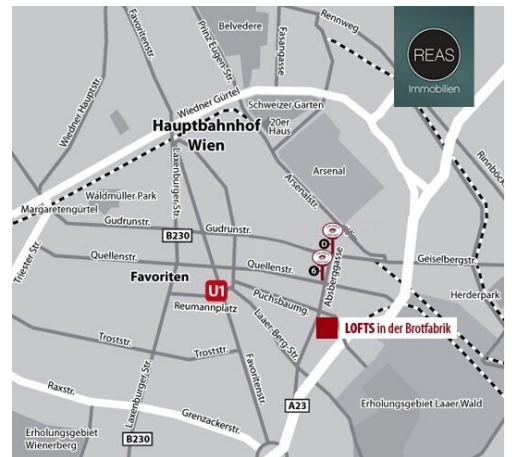 Belvedere
Rennweg
Favoritenstr.
Prinz Eugen-Str.
Fasangasse
REAS
Immobilien
Wiedner Hauptstr.
Wiedner Gürtel
Schweizer Garten
Hauptbahnhof
Wien
20er
Haus
Arsenal
Laxenburger Str.
Arsenalstr.
Waldmüller Park
Margaretengürtel
Gudrunstr.
B230
Gudrunstr.
D
Triester Str.
Quellenstr.
Quellenstr.
6
Geiselbergstr.
Favoriten
U1
Absberggasse
Herderpark
Reumannplatz
Puchsbaumg.
LOFTS in der Brotfabrik
Laaer-Berg-Str.
Troststr.
Troststr.
Favoritenstr.
Raxstr.
Laxenburger Str.
Grenzackerstr.
A23
Erholungsgebiet Laaer Wald
Erholungsgebiet
Wienerberg
B230